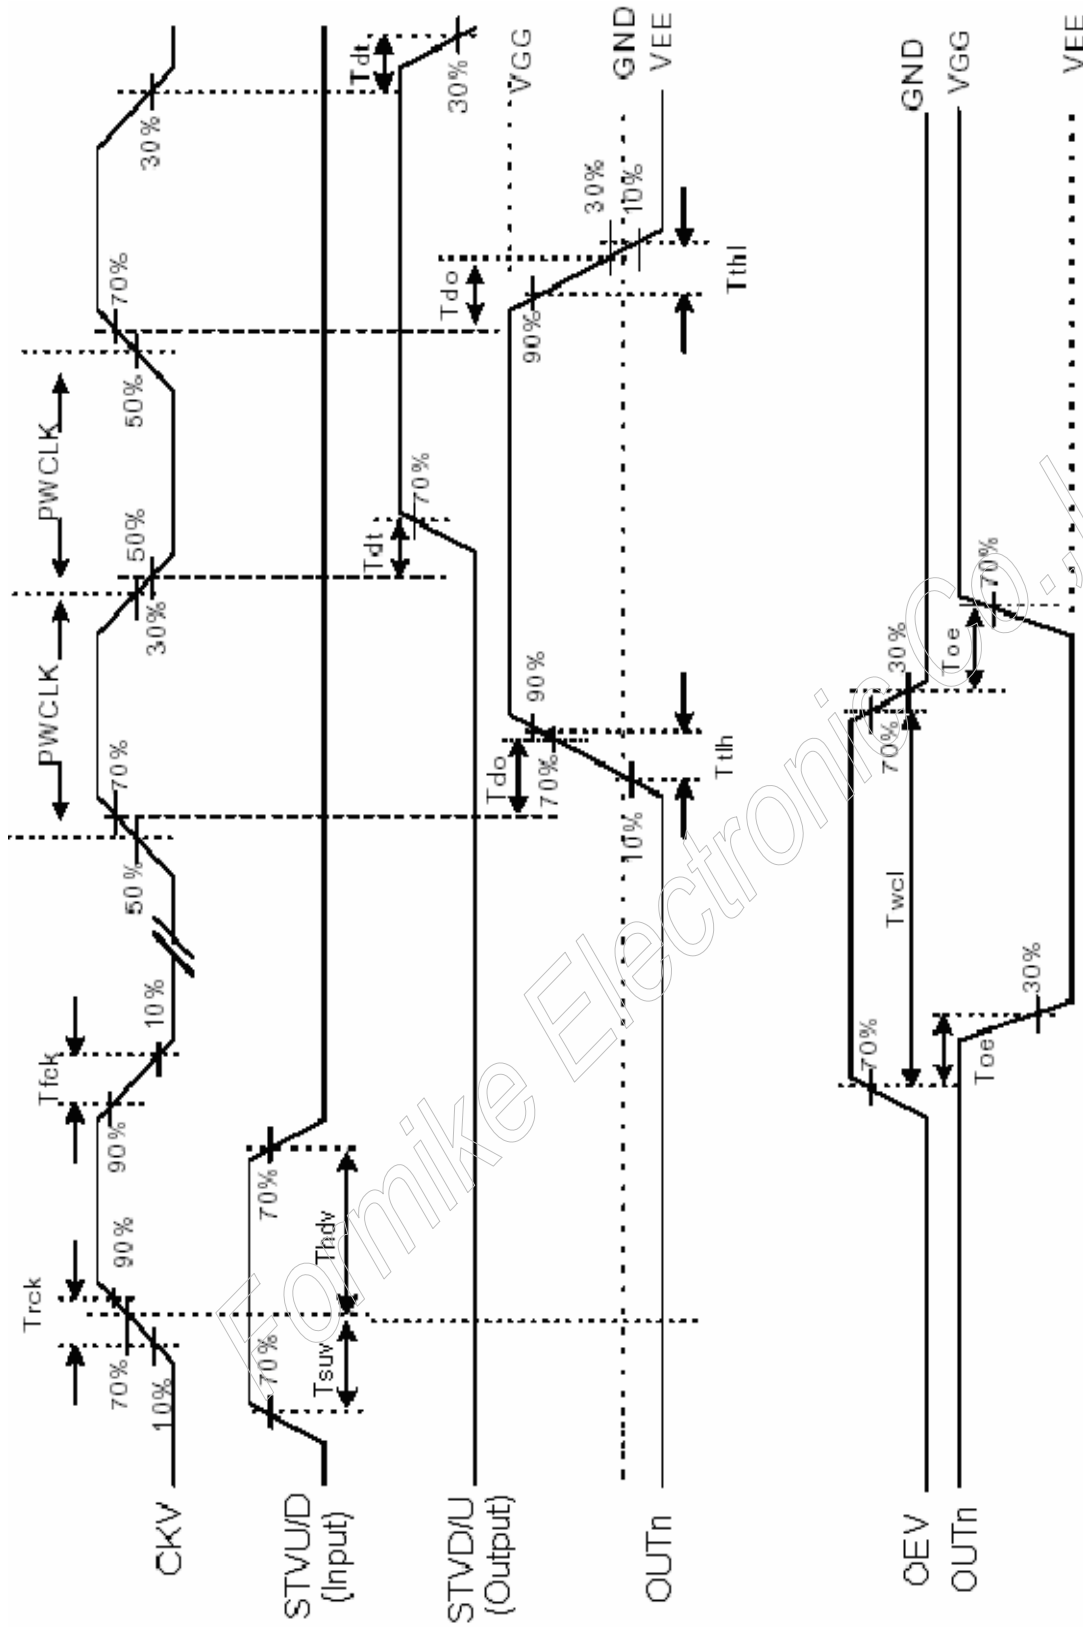 CKV
Trck
70%
10%
90%
Tfck
90%
10%
50%
70%
PWCLK
30%
50%
PWCLK
50%
70%
30%
STVU/D
(Input)
70%
Tsuv
Thdv
70%
STVD/U
(Output)
Tdt
70%
Tdt
30%
OUTn
10%
Tdo
70%
90%
Ttlh
Tdo
90%
30%
10%
Tthl
VGG
GND
VEE
OEV
70%
Twcl
70%
30%
GND
OUTn
Toe
30%
Toe
70%
VGG
VEE
Formike Electronic Co.,